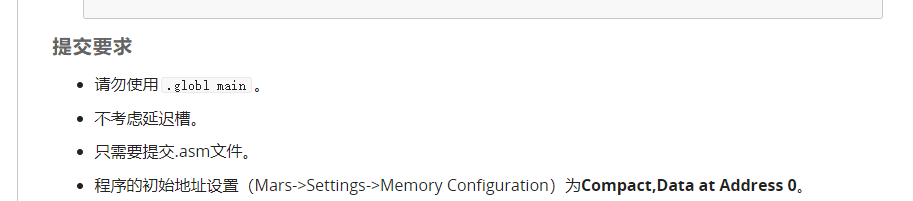 提交要求
请勿使用 .globl main 。
不考虑延迟槽。
只需要提交.asm文件。
程序的初始地址设置（Mars->Settings->Memory Configuration）为Compact,Data at Address 0。